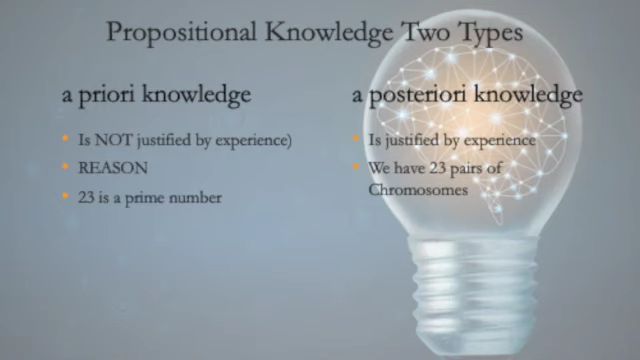 Propositional Knowledge Two Types
a priori knowledge
Is NOT justified by experience)
REASON
23 is a prime number
a posteriori knowledge
Is justified by experience
We have 23 pairs of
Chromosomes